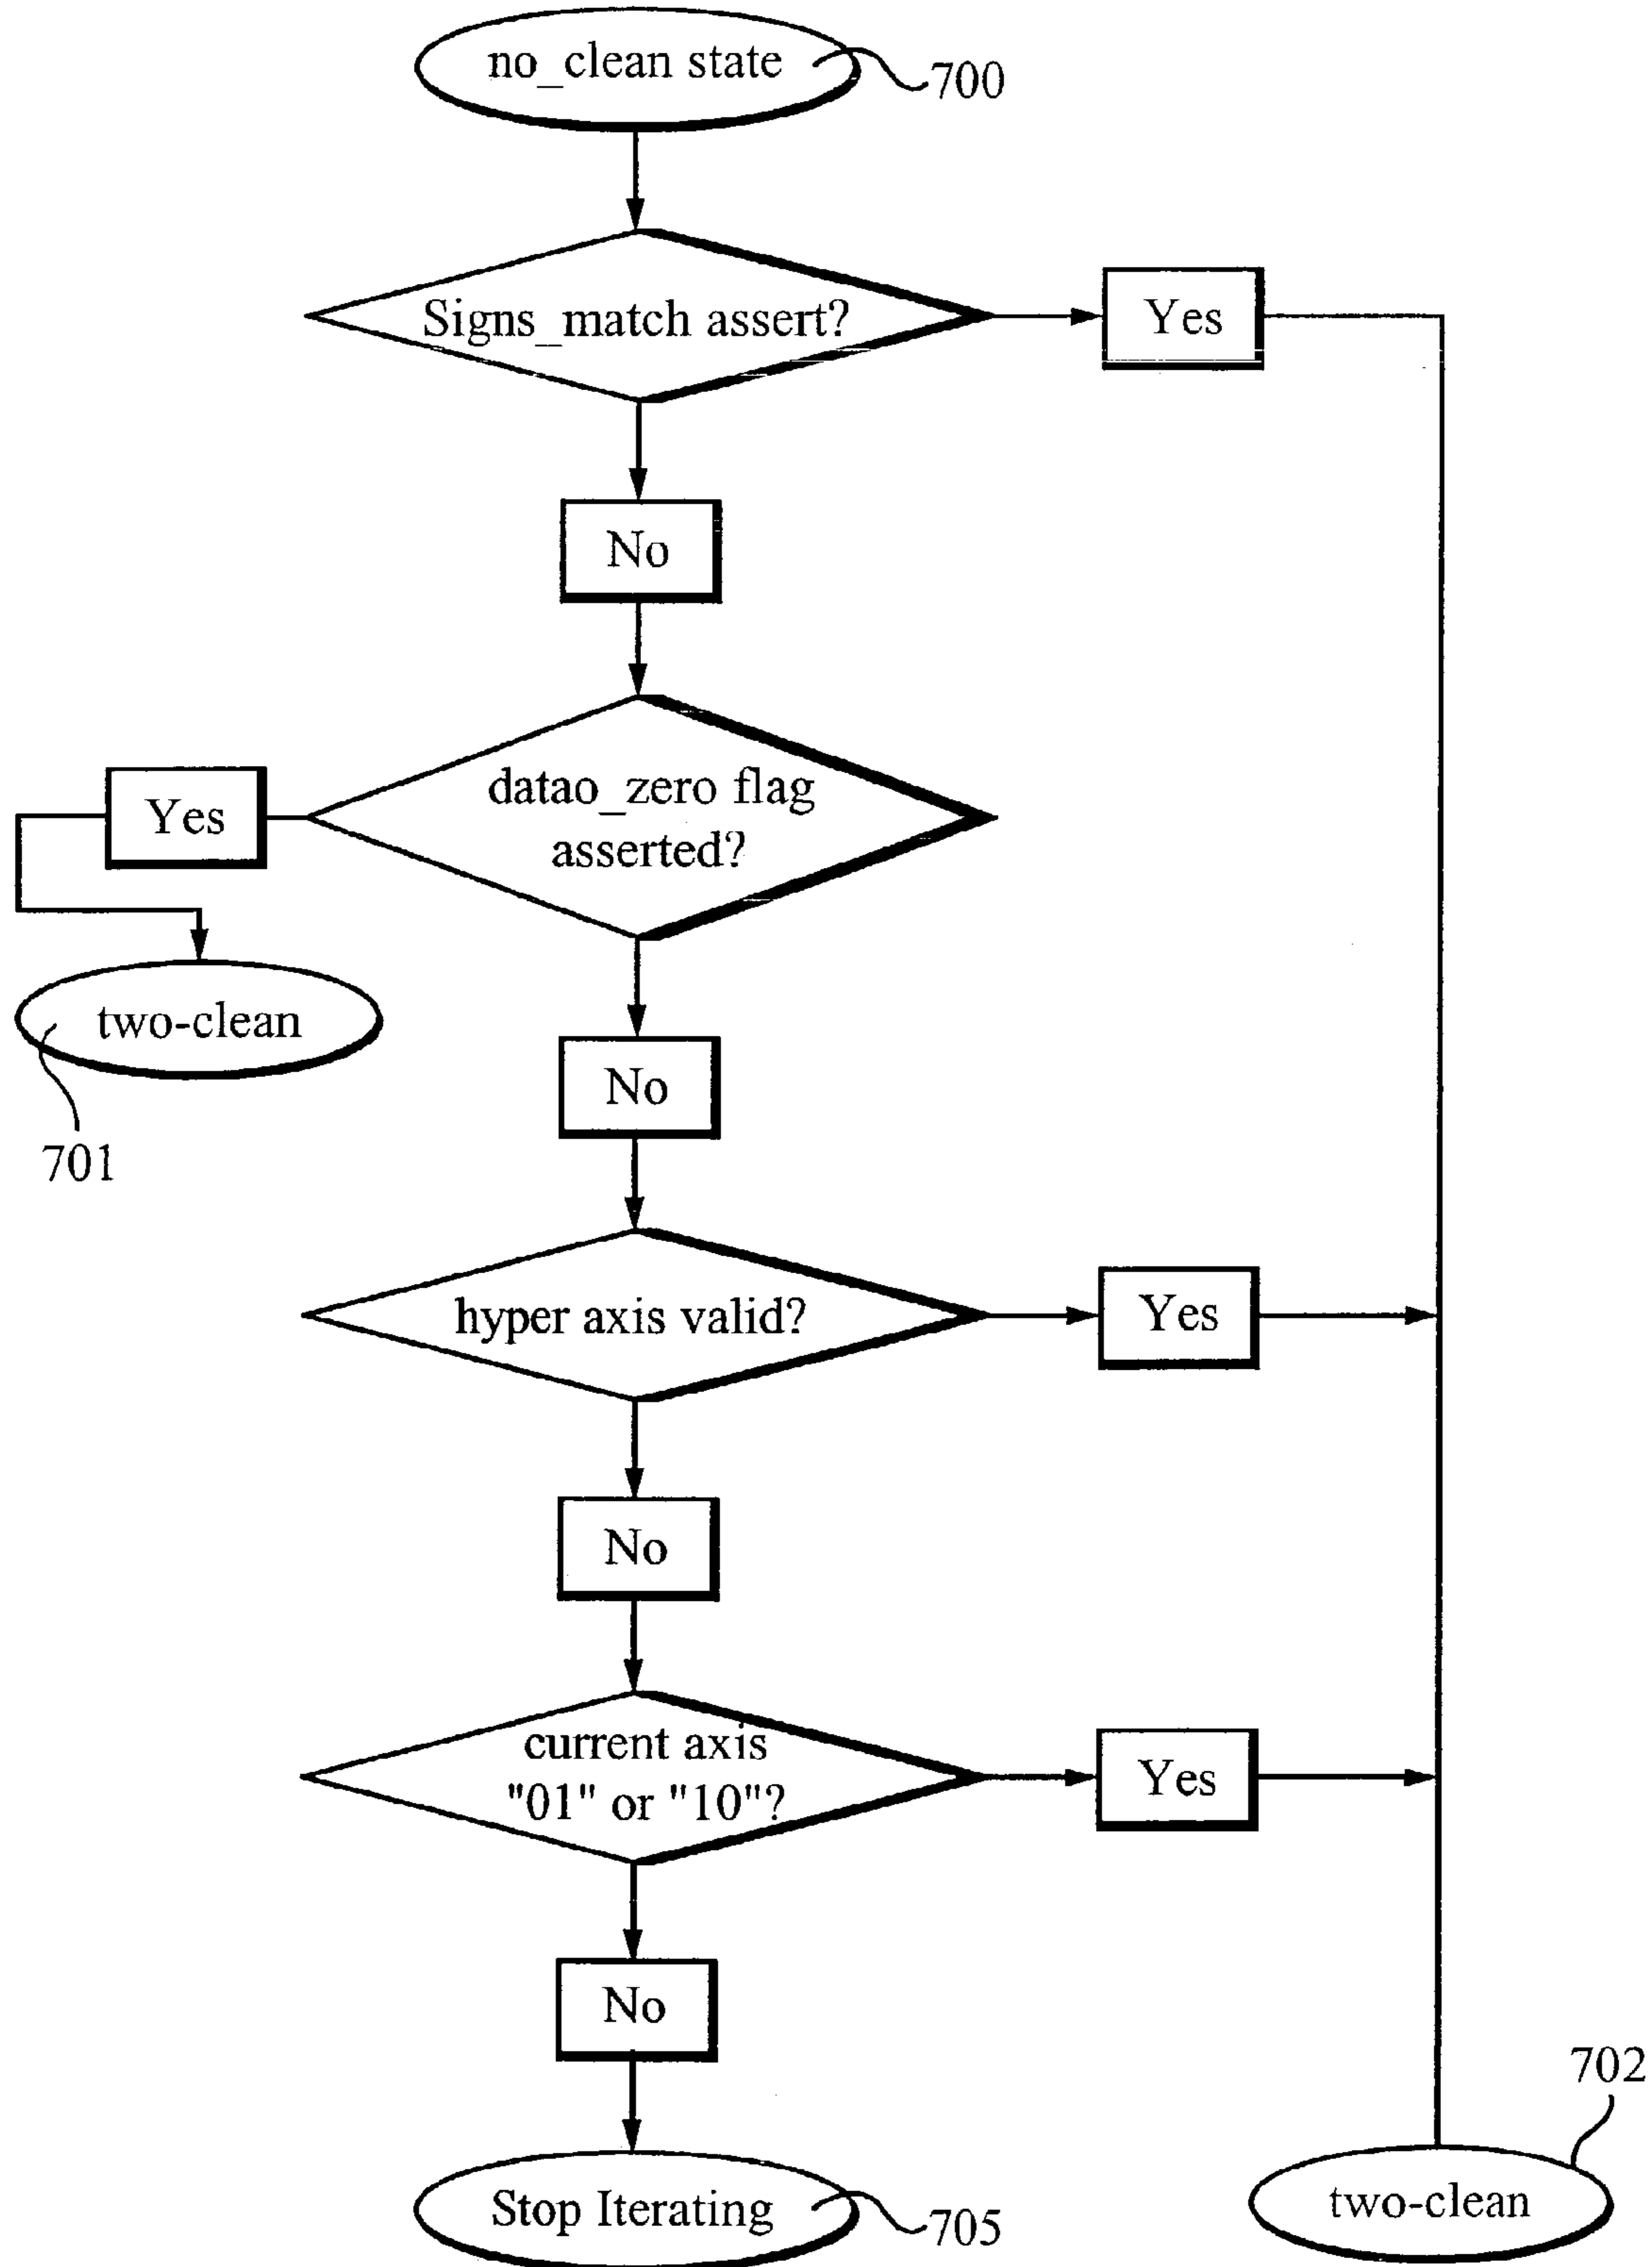 no_clean state
700
Signs_match assert?
Yes
No
datao_zero flag
asserted?
Yes
two-clean
701
No
hyper axis valid?
Yes
No
current axis
"01" or "10"?
Yes
No
Stop Iterating
705
702
two-clean